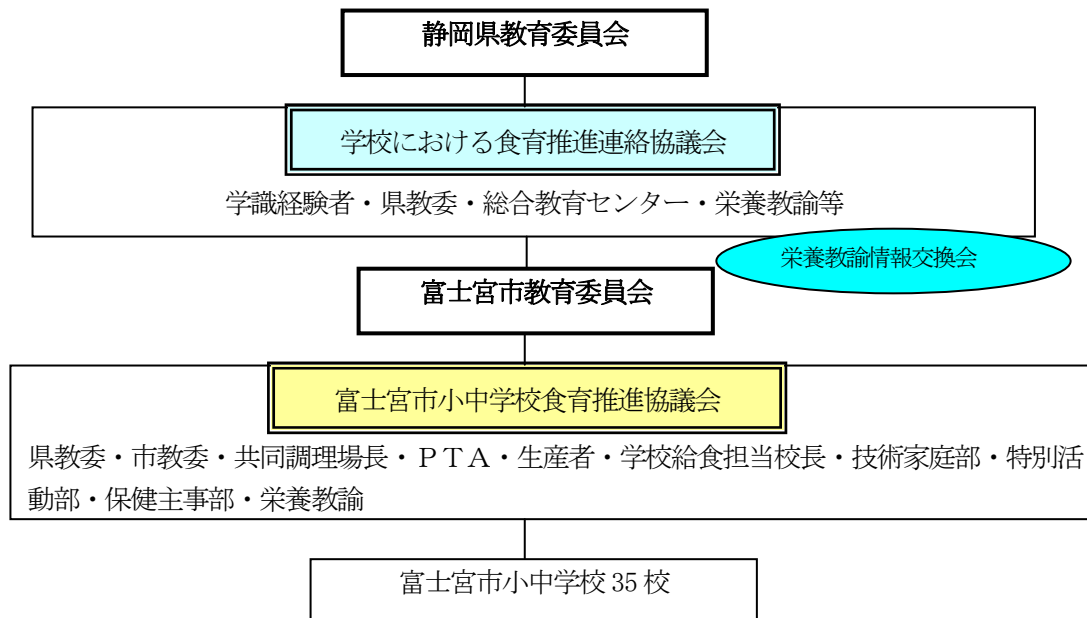 静岡県教育委員会
学校における食育推進連絡協議会
学識経験者・県教委・総合教育センター・栄養教諭等
栄養教諭情報交換会
富士宮市教育委員会
富士宮市小中学校食育推進協議会
県教委・市教委・共同調理場長・ＰＴＡ・生産者・学校給食担当校長・技術家庭部・特別活
動部・保健主事部・栄養教諭
富士宮市小中学校 35 校